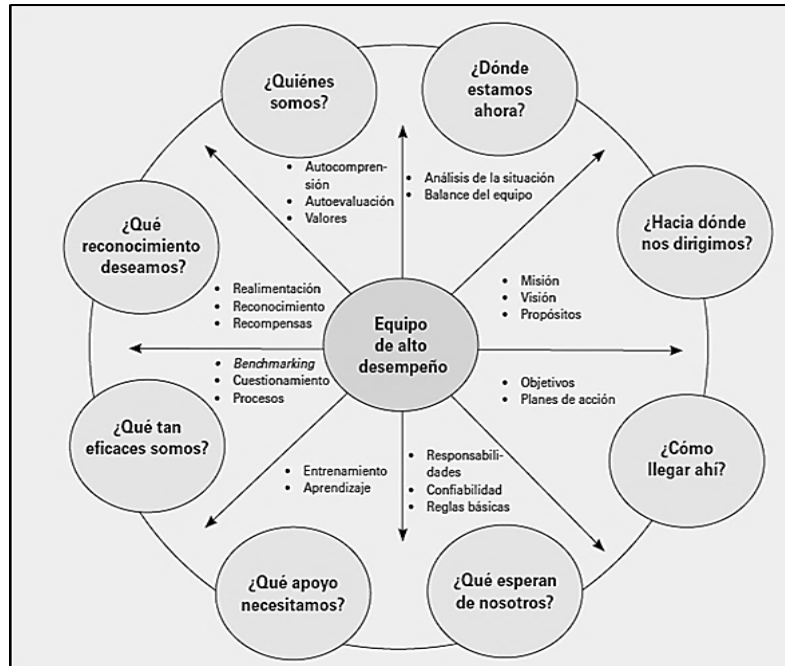 ¿Quiénes
somos?
¿Dónde
estamos
ahora?
• Autocompren-
sión
• Autoevaluación
• Valores
• Análisis de la situación
• Balance del equipo
¿Qué
reconocimiento
deseamos?
¿Hacia dónde
nos dirigimos?
• Realimentación
• Reconocimiento
• Recompensas
Equipo
de alto
desempeño
• Misión
• Visión
• Propósitos
• Benchmarking
• Cuestionamiento
• Procesos
• Objetivos
• Planes de acción
¿Qué tan
eficaces somos?
¿Cómo
llegar ahí?
• Entrenamiento
• Aprendizaje
• Responsabili-
dades
• Confiabilidad
• Reglas básicas
¿Qué apoyo
necesitamos?
¿Qué esperan
de nosotros?